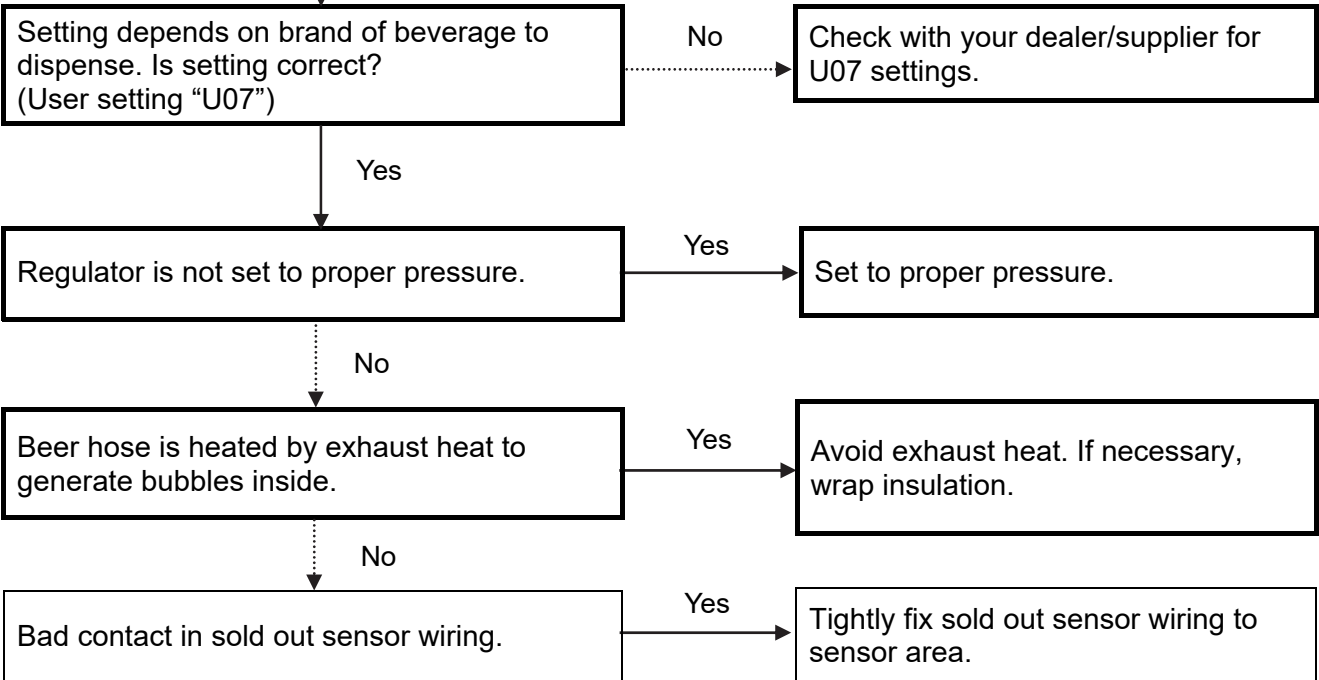 Setting depends on brand of beverage to
dispense. Is setting correct?
(User setting “U07”)
No
Check with your dealer/supplier for
U07 settings.
Yes
Regulator is not set to proper pressure.
Yes
Set to proper pressure.
No
Beer hose is heated by exhaust heat to
generate bubbles inside.
Yes
Avoid exhaust heat. If necessary,
wrap insulation.
No
Bad contact in sold out sensor wiring.
Yes
Tightly fix sold out sensor wiring to
sensor area.